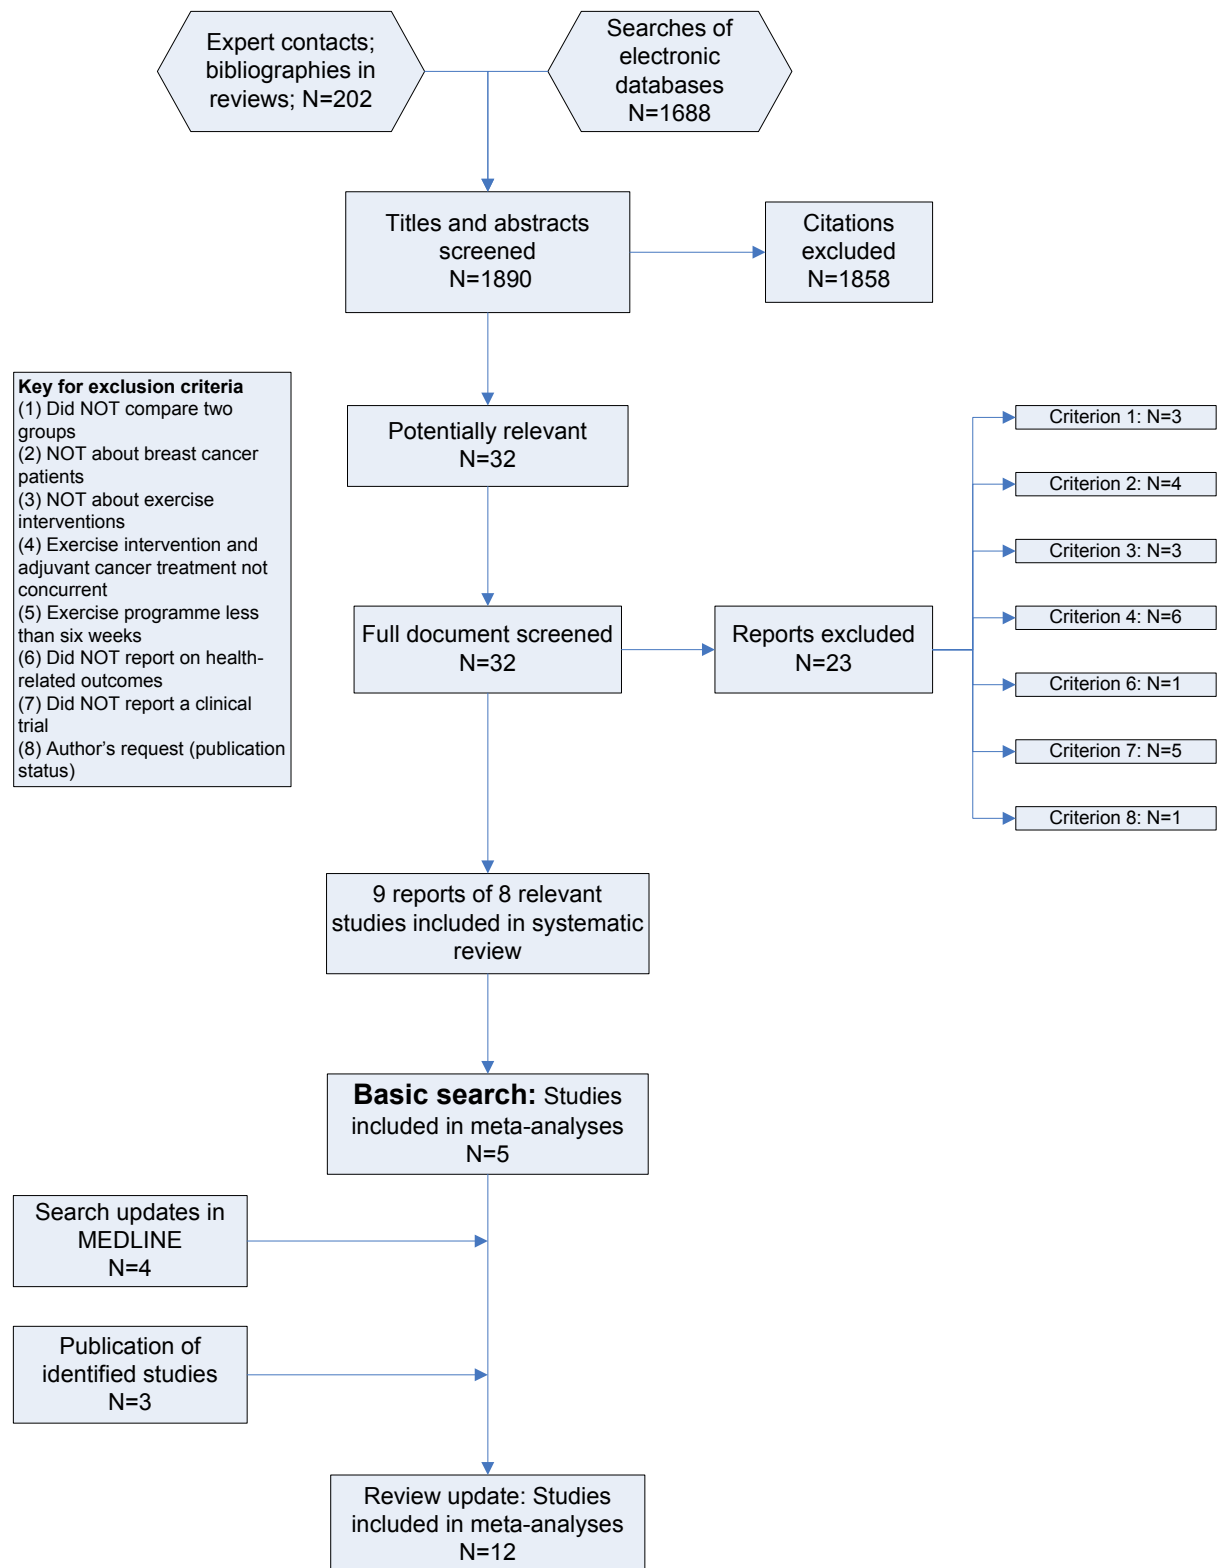 Expert contacts;
bibliographies in
reviews; N=202
Searches of
electronic
databases
N=1688
Titles and abstracts
screened
N=1890
Citations
excluded
N=1858
Key for exclusion criteria
(1) Did NOT compare two
groups
(2) NOT about breast cancer
patients
(3) NOT about exercise
interventions
(4) Exercise intervention and
adjuvant cancer treatment not
concurrent
(5) Exercise programme less
than six weeks
(6) Did NOT report on health-
related outcomes
(7) Did NOT report a clinical
trial
(8) Author's request (publication
status)
Potentially relevant
N=32
Full document screened
N=32
Reports excluded
N=23
Criterion 1: N=3
Criterion 2: N=4
Criterion 3: N=3
Criterion 4: N=6
Criterion 6: N=1
Criterion 7: N=5
Criterion 8: N=1
9 reports of 8 relevant
studies included in systematic
review
Basic search: Studies
included in meta-analyses
N=5
Search updates in
MEDLINE
N=4
Publication of
identified studies
N=3
Review update: Studies
included in meta-analyses
N=12